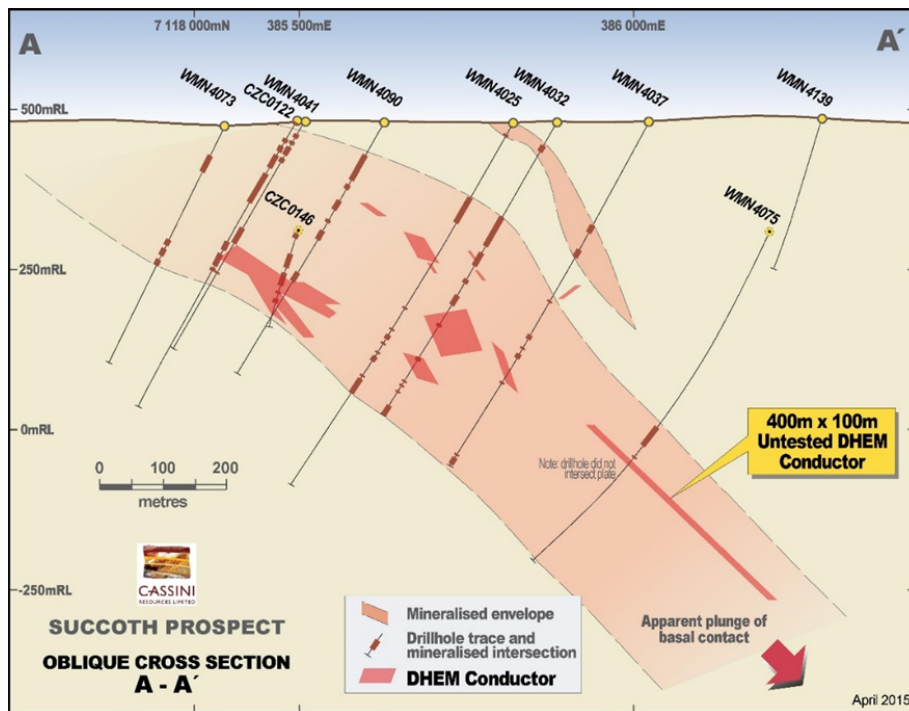 A
7 118 000mN
385 500mE
386 000mE
A´
WMN4073
CZC0122
WMN4041
WMN4090
WMN4025
WMN4032
WMN4037
WMN4139
500mRL
CZC0146
WMN4075
250mRL
0mRL
400m x 100m
Untested DHEM
Conductor
Note: drillhole did not
intersect plate
0 100 200
metres
-250mRL
CASSINI
RESOURCES LIMITED
SUCCOTH PROSPECT
OBLIQUE CROSS SECTION
A - A´
Mineralised envelope
Drillhole trace and
mineralised intersection
DHEM Conductor
Apparent plunge of
basal contact
April 2015